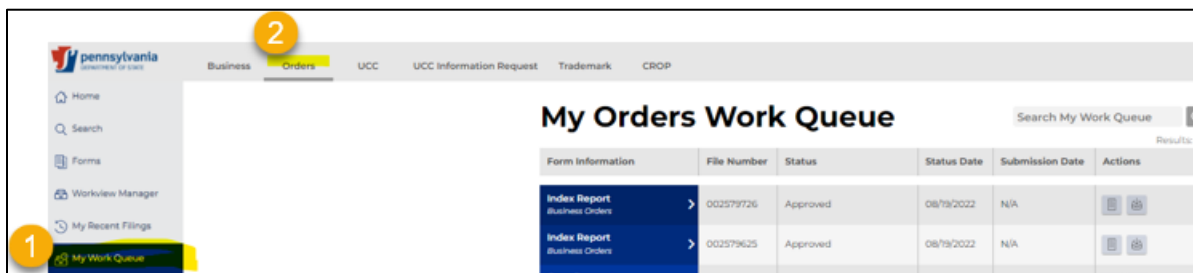 2
pennsylvania
DEPARTMENT OF STATE
Business Orders UCC UCC Information Request Trademark CROP
Home
Search
Forms
Workview Manager
My Recent Filings
1
My Work Queue
My Orders Work Queue
Search My Work Queue
Results:
Form Information File Number Status Status Date Submission Date Actions
Index Report
Business Orders
002579726 Approved 08/19/2022 N/A
Index Report
Business Orders
002579625 Approved 08/19/2022 N/A